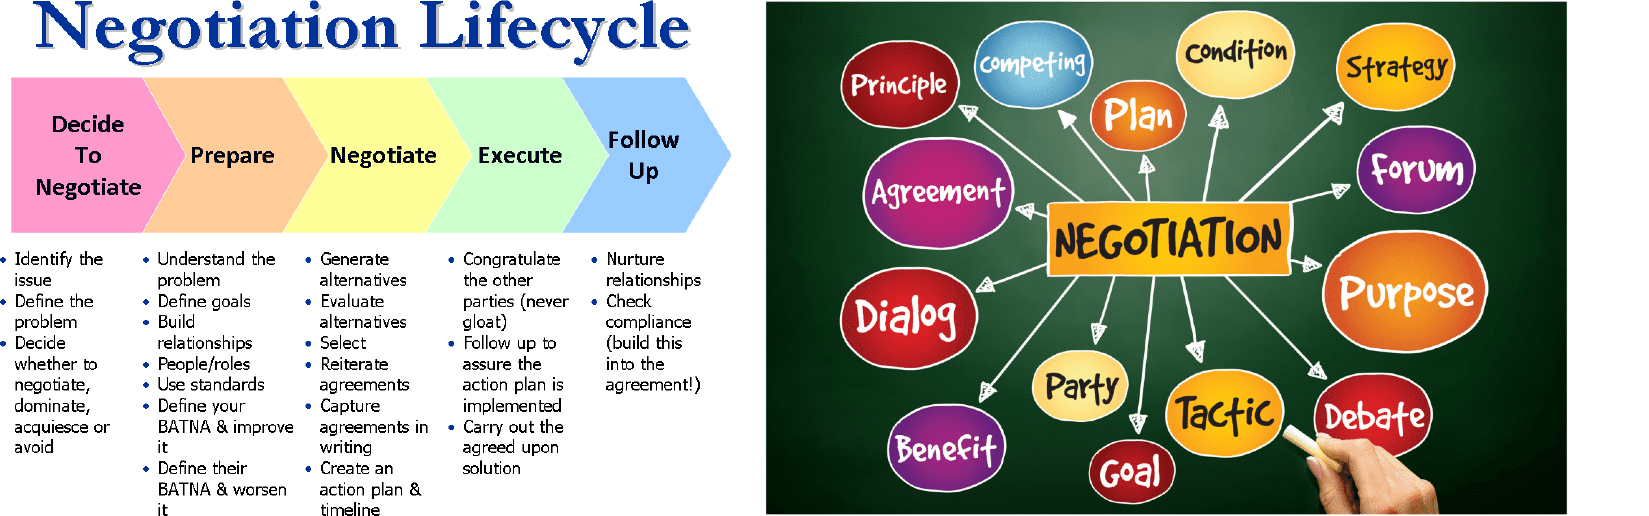 Negotiation Lifecycle
Decide
To
Negotiate
Prepare
Negotiate
Execute
Follow
Up
• Identify the
issue
• Define the
problem
• Decide
whether to
negotiate,
dominate,
acquiesce or
avoid
• Understand the
problem
• Define goals
• Build
relationships
• People/roles
• Use standards
• Define your
BATNA & improve
it
• Define their
BATNA & worsen
it
• Generate
alternatives
• Evaluate
alternatives
• Select
• Reiterate
agreements
• Capture
agreements in
writing
• Create an
action plan &
timeline
• Congratulate
the other
parties (never
gloat)
• Follow up to
assure the
action plan is
implemented
• Carry out the
agreed upon
solution
• Nurture
relationships
• Check
compliance
(build this
into the
agreement!)
Principle
Competing
Plan
Condition
Strategy
Agreement
Forum
NEGOTIATION
Dialog
Purpose
Party
Tactic
Debate
Benefit
Goal